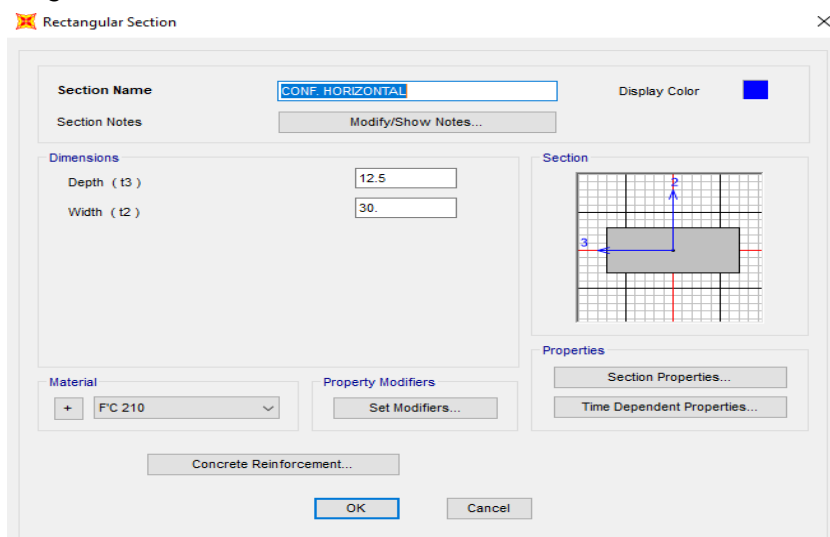 Rectangular Section
Section Name CONF. HORIZONTAL Display Color
Section Notes Modify/Show Notes...
Dimensions
Depth ( t3 ) 12.5
Width ( t2 ) 30.
Section
2
3
Properties
Section Properties...
Time Dependent Properties...
Material
+ F'C 210
Property Modifiers
Set Modifiers...
Concrete Reinforcement...
OK Cancel